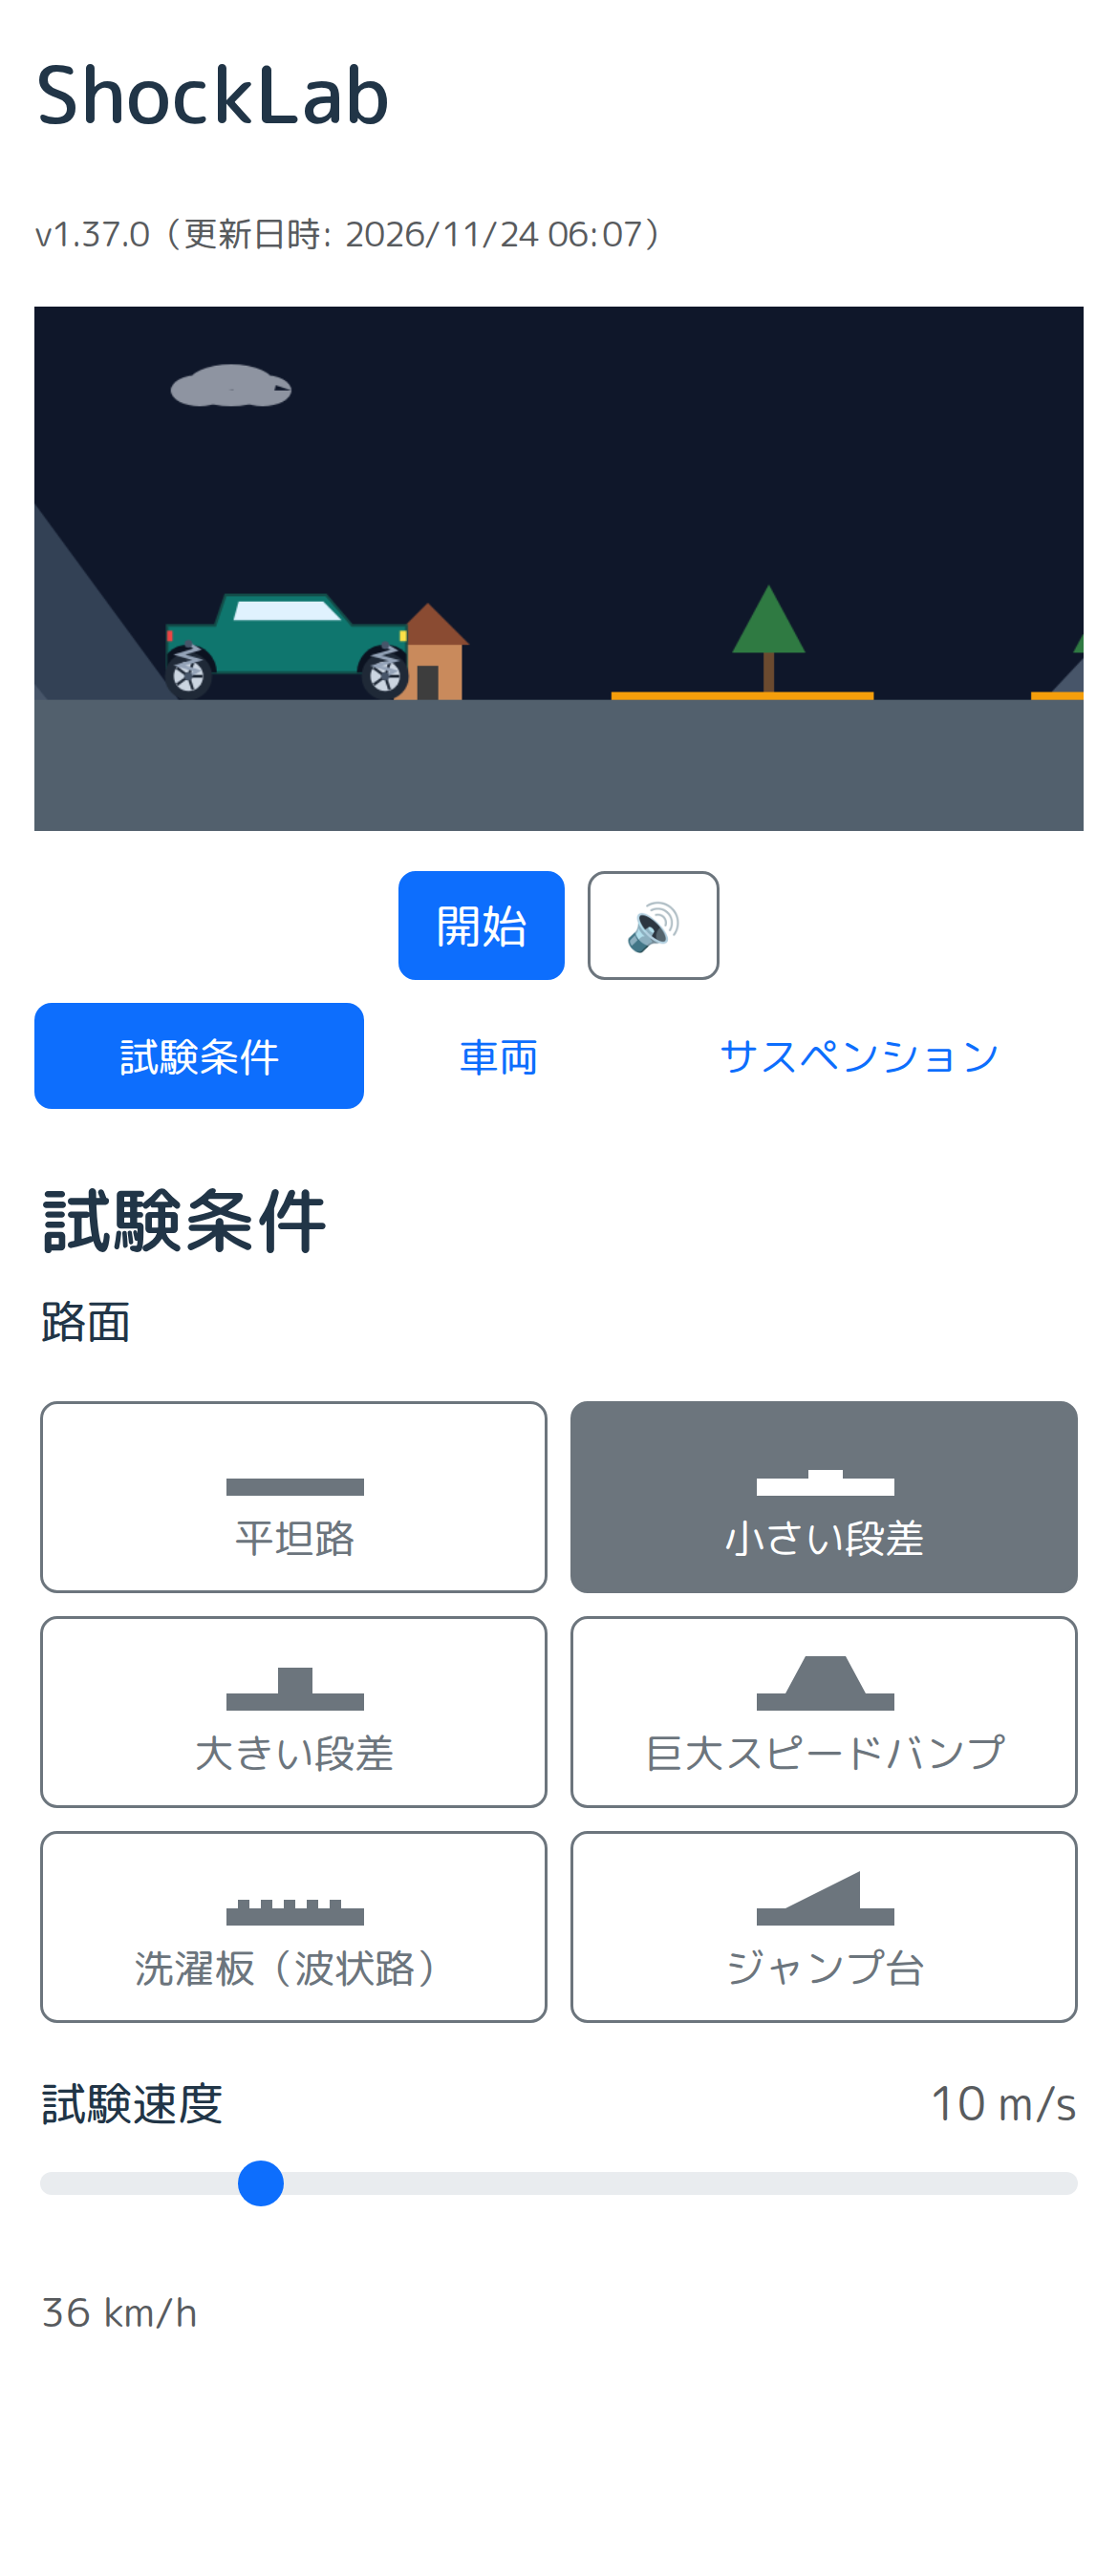 ShockLab
v1.37.0（更新日時: 2026/11/24 06:07）
開始
試験条件 車両 サスペンション
試験条件
路面
平坦路 小さい段差
大きい段差 巨大スピードバンプ
洗濯板（波状路） ジャンプ台
試験速度 10 m/s
36 km/h